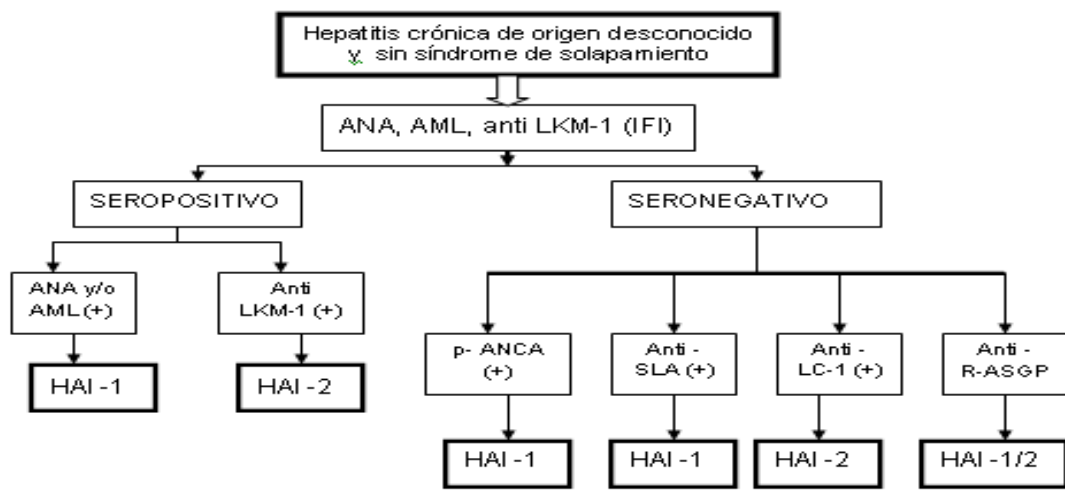 Hepatitis crónica de origen desconocido
y sin síndrome de solapamiento
ANA, AML, anti LKM-1 (IFI)
SEROPOSITIVO
SERONEGATIVO
ANA y/o
AML (+)
Anti
LKM-1 (+)
HAI -1
HAI -2
p- ANCA
(+)
Anti -
SLA (+)
Anti -
LC-1 (+)
Anti -
R-ASGP
HAI -1
HAI -1
HAI -2
HAI -1/2